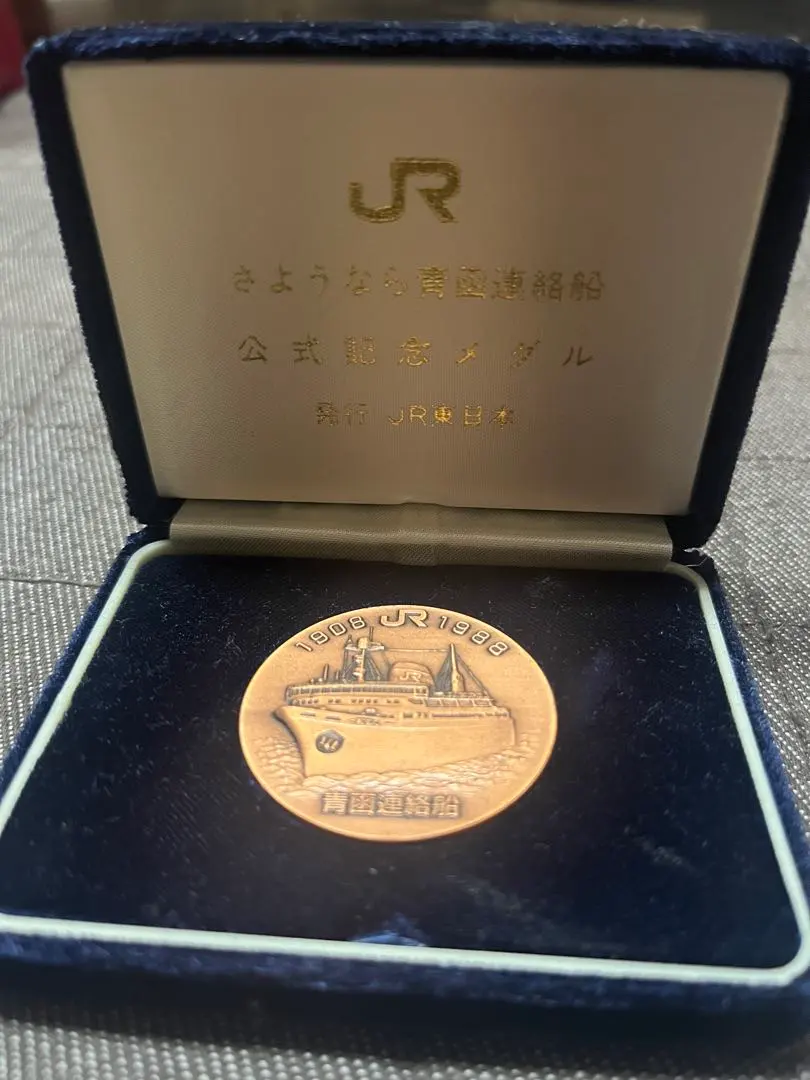 JR
さようなら青函連絡船
公式記念メダル
発行 JR東日本
1908 JR 1988
JR
青函連絡船